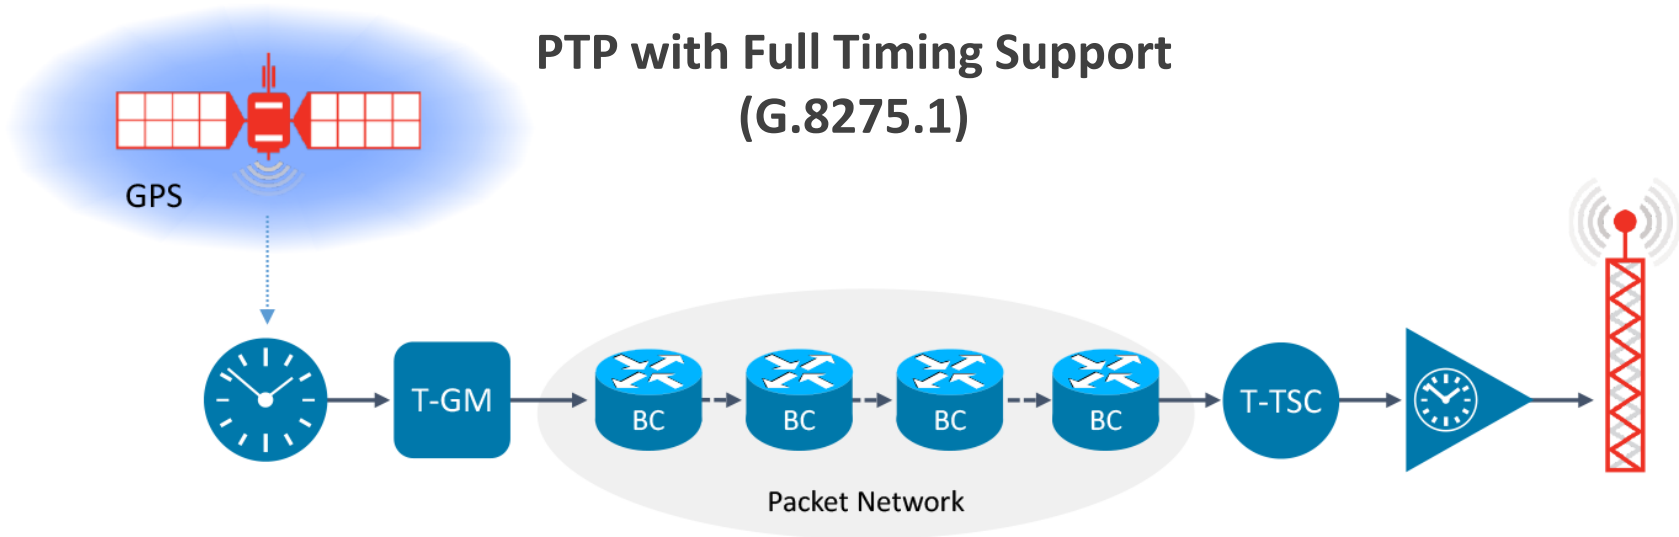 PTP with Full Timing Support
(G.8275.1)
GPS
T-GM
BC
BC
BC
BC
T-TSC
Packet Network